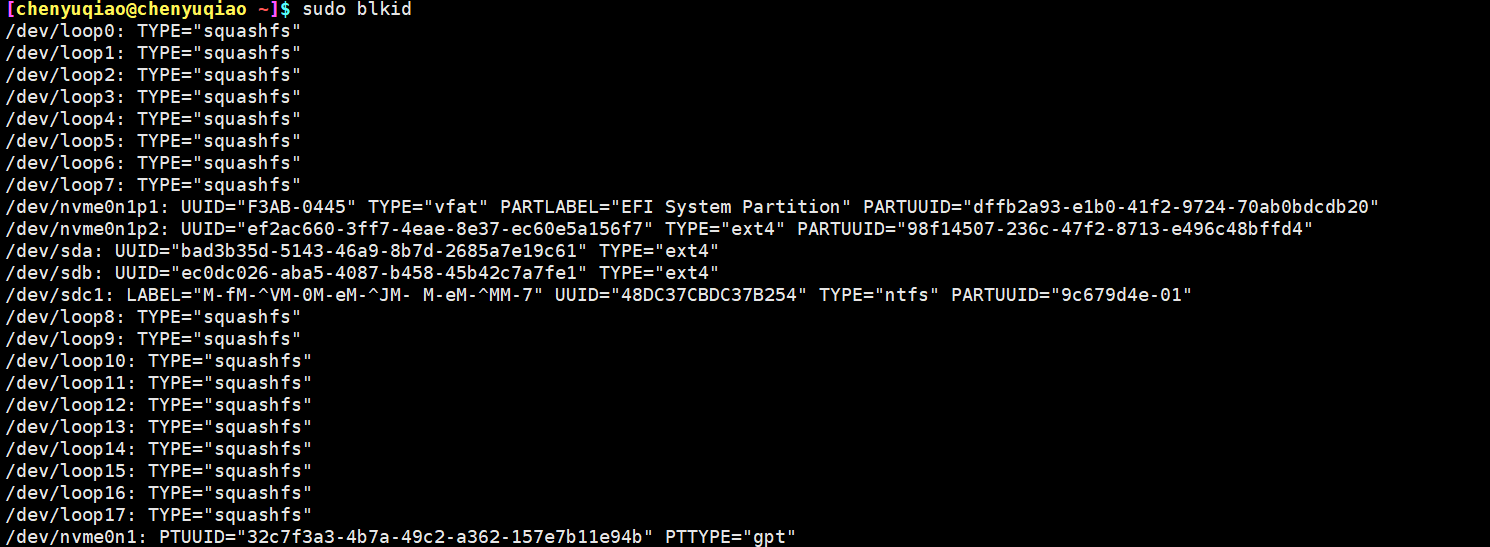 [chenyuqiao@chenyuqiao ~]$ sudo blkid
/dev/loop0: TYPE="squashfs"
/dev/loop1: TYPE="squashfs"
/dev/loop2: TYPE="squashfs"
/dev/loop3: TYPE="squashfs"
/dev/loop4: TYPE="squashfs"
/dev/loop5: TYPE="squashfs"
/dev/loop6: TYPE="squashfs"
/dev/loop7: TYPE="squashfs"
/dev/nvme0n1p1: UUID="F3AB-0445" TYPE="vfat" PARTLABEL="EFI System Partition" PARTUUID="dffb2a93-e1b0-41f2-9724-70ab0bdcdb20"
/dev/nvme0n1p2: UUID="ef2ac660-3ff7-4eae-8e37-ec60e5a156f7" TYPE="ext4" PARTUUID="98f14507-236c-47f2-8713-e496c48bffd4"
/dev/sda: UUID="bad3b35d-5143-46a9-8b7d-2685a7e19c61" TYPE="ext4"
/dev/sdb: UUID="ec0dc026-aba5-4087-b458-45b42c7a7fe1" TYPE="ext4"
/dev/sdc1: LABEL="M-fM-^VM-0M-eM-^JM- M-eM-^MM-7" UUID="48DC37CBDC37B254" TYPE="ntfs" PARTUUID="9c679d4e-01"
/dev/loop8: TYPE="squashfs"
/dev/loop9: TYPE="squashfs"
/dev/loop10: TYPE="squashfs"
/dev/loop11: TYPE="squashfs"
/dev/loop12: TYPE="squashfs"
/dev/loop13: TYPE="squashfs"
/dev/loop14: TYPE="squashfs"
/dev/loop15: TYPE="squashfs"
/dev/loop16: TYPE="squashfs"
/dev/loop17: TYPE="squashfs"
/dev/nvme0n1: PTUUID="32c7f3a3-4b7a-49c2-a362-157e7b11e94b" PTTYPE="gpt"